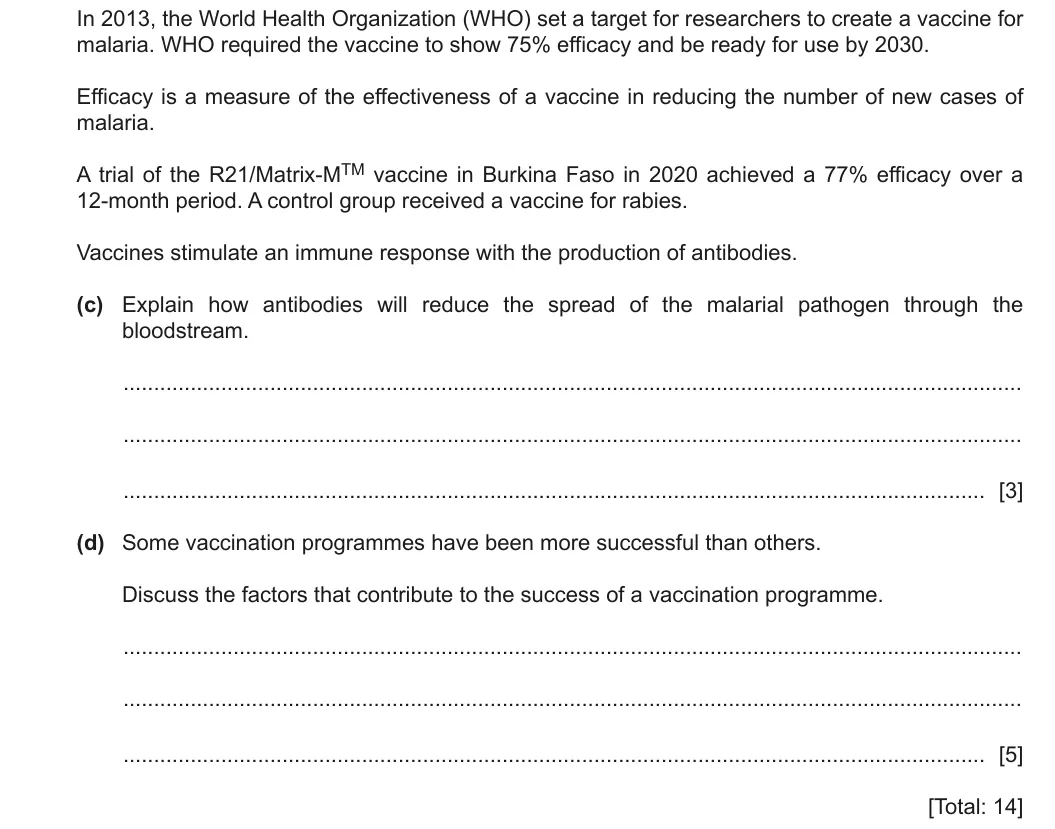 In 2013, the World Health Organization (WHO) set a target for researchers to create a vaccine for
malaria. WHO required the vaccine to show 75% efficacy and be ready for use by 2030.
Efficacy is a measure of the effectiveness of a vaccine in reducing the number of new cases of
malaria.
A trial of the R21/Matrix-M™ vaccine in Burkina Faso in 2020 achieved a 77% efficacy over a
12-month period. A control group received a vaccine for rabies.
Vaccines stimulate an immune response with the production of antibodies.
(c) Explain how antibodies will reduce the spread of the malarial pathogen through the
bloodstream.
[3]
(d) Some vaccination programmes have been more successful than others.
Discuss the factors that contribute to the success of a vaccination programme.
[5]
[Total: 14]